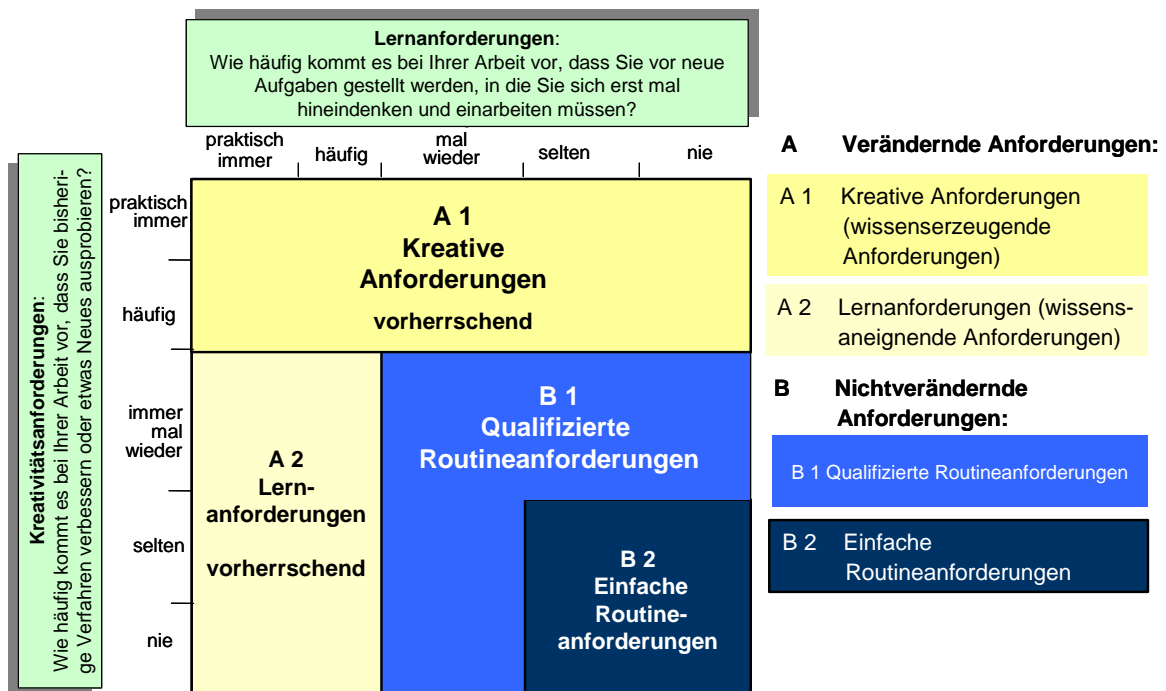 Lernanforderungen:
Wie häufig kommt es bei Ihrer Arbeit vor, dass Sie vor neue
Aufgaben gestellt werden, in die Sie sich erst mal
hineindenken und einarbeiten müssen?
praktisch
immer
häufig
mal
wieder
selten
nie
Kreativitätsanforderungen:
Wie häufig kommt es bei Ihrer Arbeit vor, dass Sie bisheri-
ge Verfahren verbessern oder etwas Neues ausprobieren?
praktisch
immer
häufig
immer
mal
wieder
selten
nie
A 1
Kreative
Anforderungen
vorherrschend
A 2
Lern-
anforderungen
vorherrschend
B 1
Qualifizierte
Routineanforderungen
B 2
Einfache
Routine-
anforderungen
A Verändernde Anforderungen:
A 1 Kreative Anforderungen
(wissenserzeugende
Anforderungen)
A 2 Lernanforderungen (wissens-
aneignende Anforderungen)
B Nichtverändernde
Anforderungen:
B 1 Qualifizierte Routineanforderungen
B 2 Einfache
Routineanforderungen